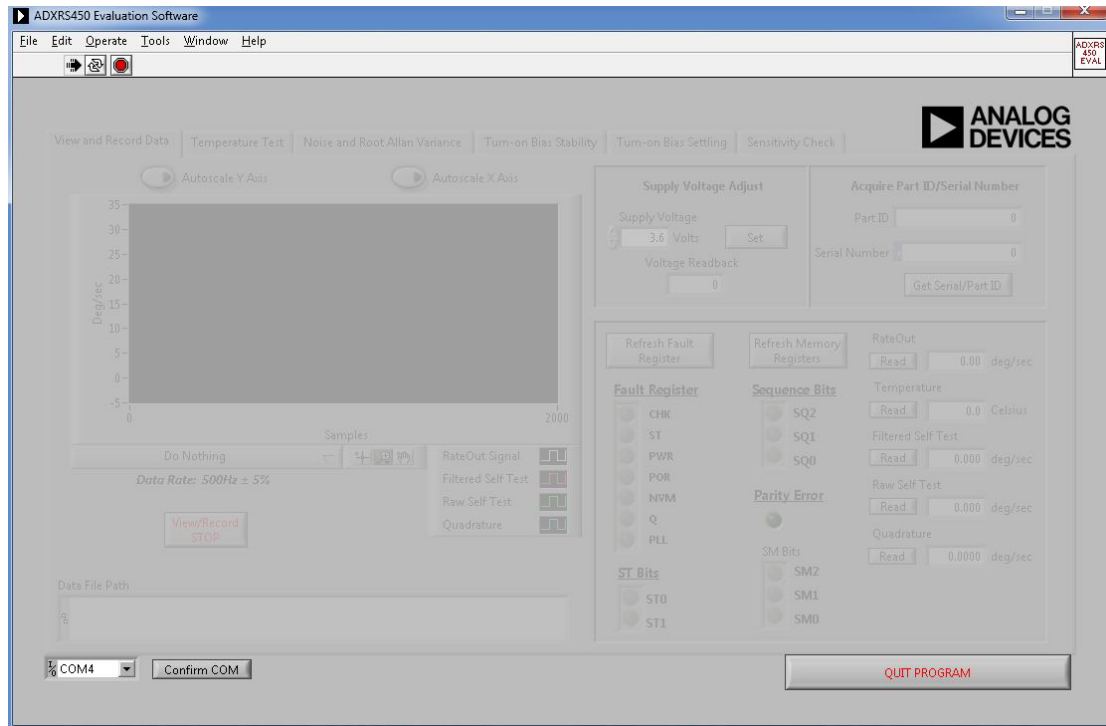 ADXRS450 Evaluation Software
File Edit Operate Tools Window Help
ADXRS
450
EVAL
ANALOG
DEVICES
View and Record Data Temperature Test Noise and Root Allan Variance Turn-on Bias Stability Turn-on Bias Settling Sensitivity Check
Autoscale Y Axis Autoscale X Axis
35
30
25
20
15
10
5
0
-5
Deg/sec
0 2000
Samples
Do Nothing
Data Rate: 500Hz ± 5%
RateOut Signal
Filtered Self Test
Raw Self Test
Quadrature
View/Record
STOP
Data File Path
Supply Voltage Adjust
Supply Voltage
3.6 Volts Set
Voltage Readback
0
Acquire Part ID/Serial Number
Part ID 0
Serial Number 0
Get Serial/Part ID
Refresh Fault
Register
Refresh Memory
Registers
Fault Register
CHK
ST
PWR
POR
NVM
Q
PLL
ST Bits
ST0
ST1
Sequence Bits
SQ2
SQ1
SQ0
Parity Error
SM Bits
SM2
SM1
SM0
RateOut
Read 0.00 deg/sec
Temperature
Read 0.0 Celsius
Filtered Self Test
Read 0.000 deg/sec
Raw Self Test
Read 0.000 deg/sec
Quadrature
Read 0.0000 deg/sec
I/O COM4 Confirm COM
QUIT PROGRAM